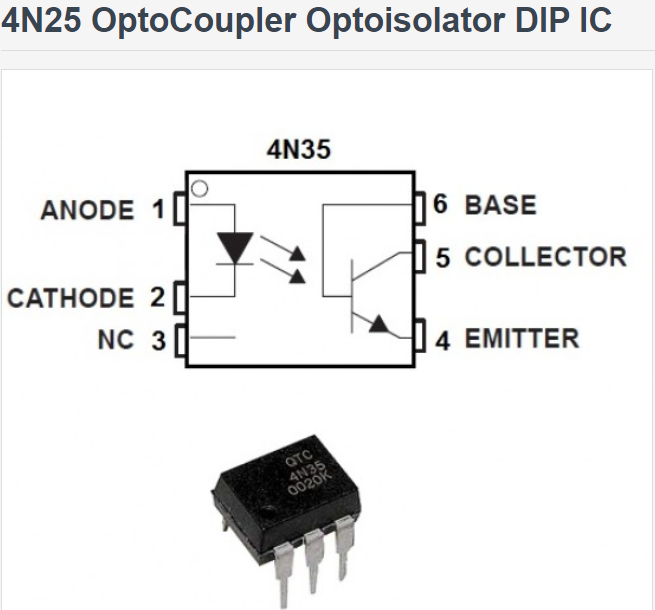 4N25 OptoCoupler Optoisolator DIP IC
4N35
ANODE 1
6 BASE
5 COLLECTOR
CATHODE 2
NC 3
4 EMITTER
QTC
4N35
0020K